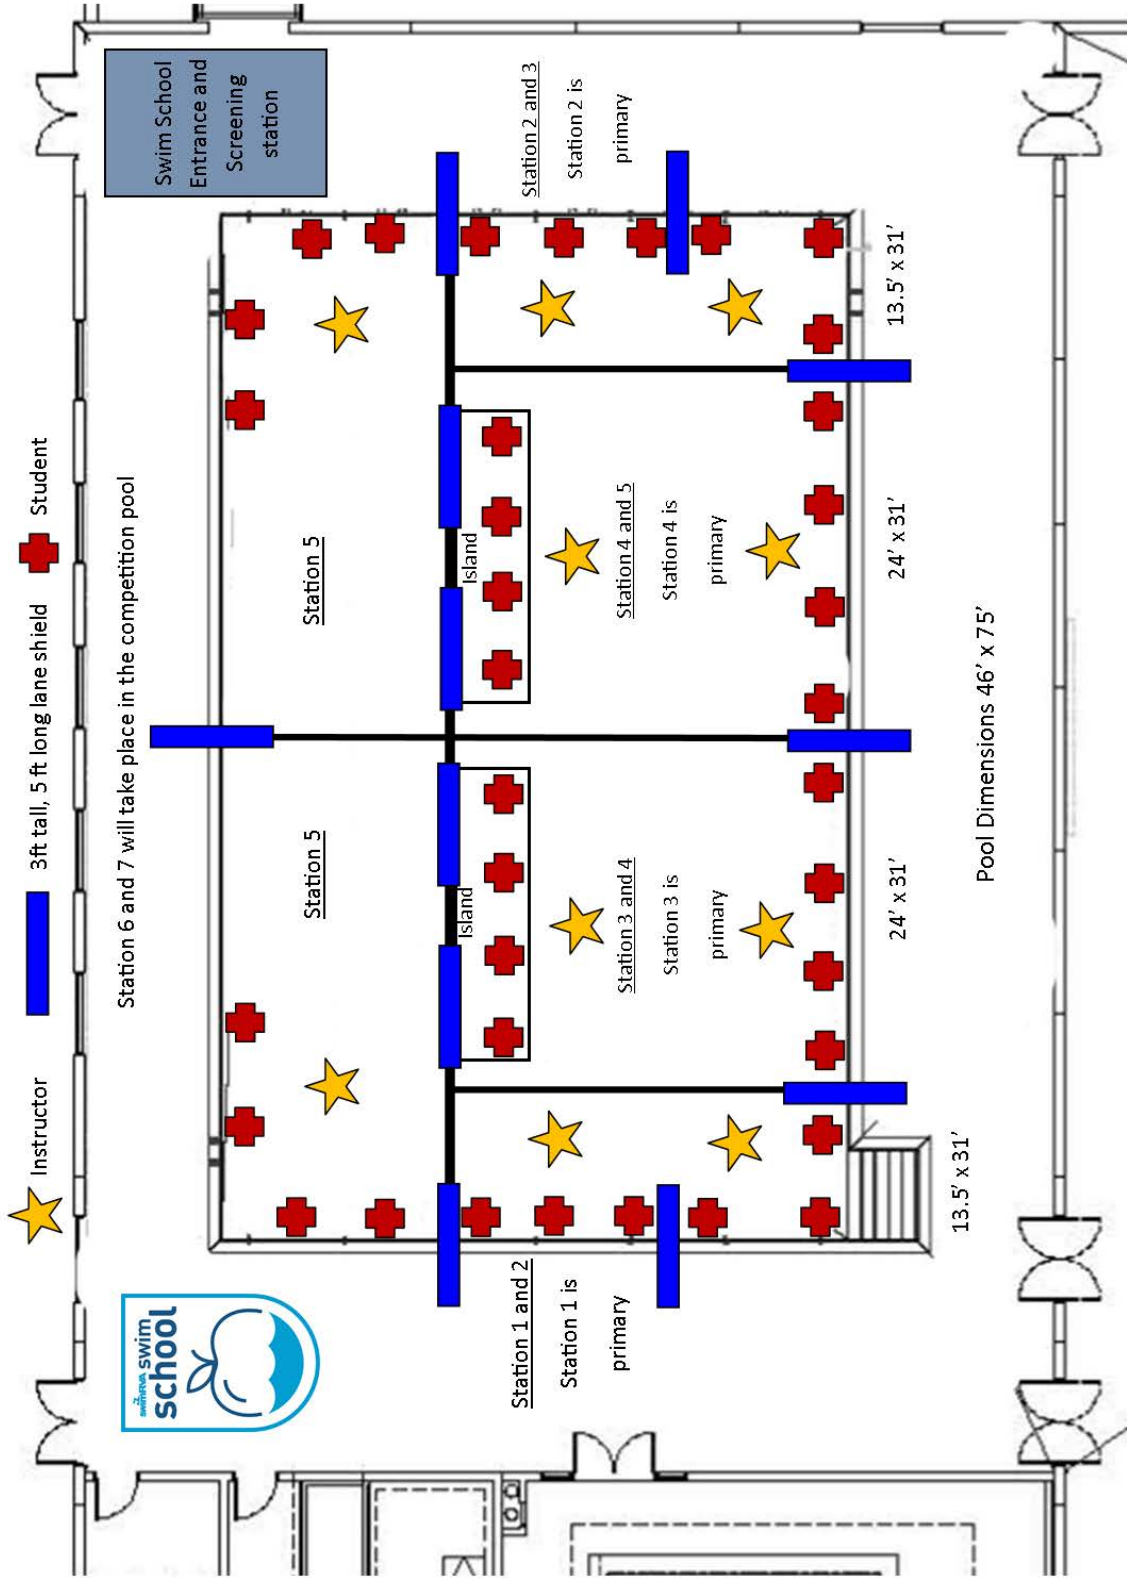 Instructor
3ft tall, 5 ft long lane shield
Student
swimRVA swim
school
Station 6 and 7 will take place in the competition pool
Swim School
Entrance and
Screening
station
Station 5
Station 5
Island
Island
Station 1 and 2
Station 1 is
primary
Station 3 and 4
Station 3 is
primary
Station 4 and 5
Station 4 is
primary
Station 2 and 3
Station 2 is
primary
13.5’ x 31’
24’ x 31’
24’ x 31’
13.5’ x 31’
Pool Dimensions 46’ x 75’